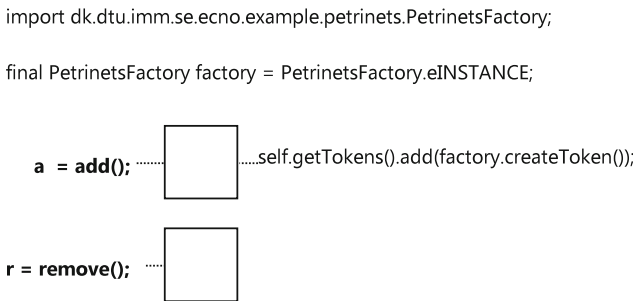 import dk.dtu.imm.se.ecno.example.petrinets.PetrinetsFactory;
final PetrinetsFactory factory = PetrinetsFactory.eINSTANCE;
a = add(); self.getTokens().add(factory.createToken());
r = remove();